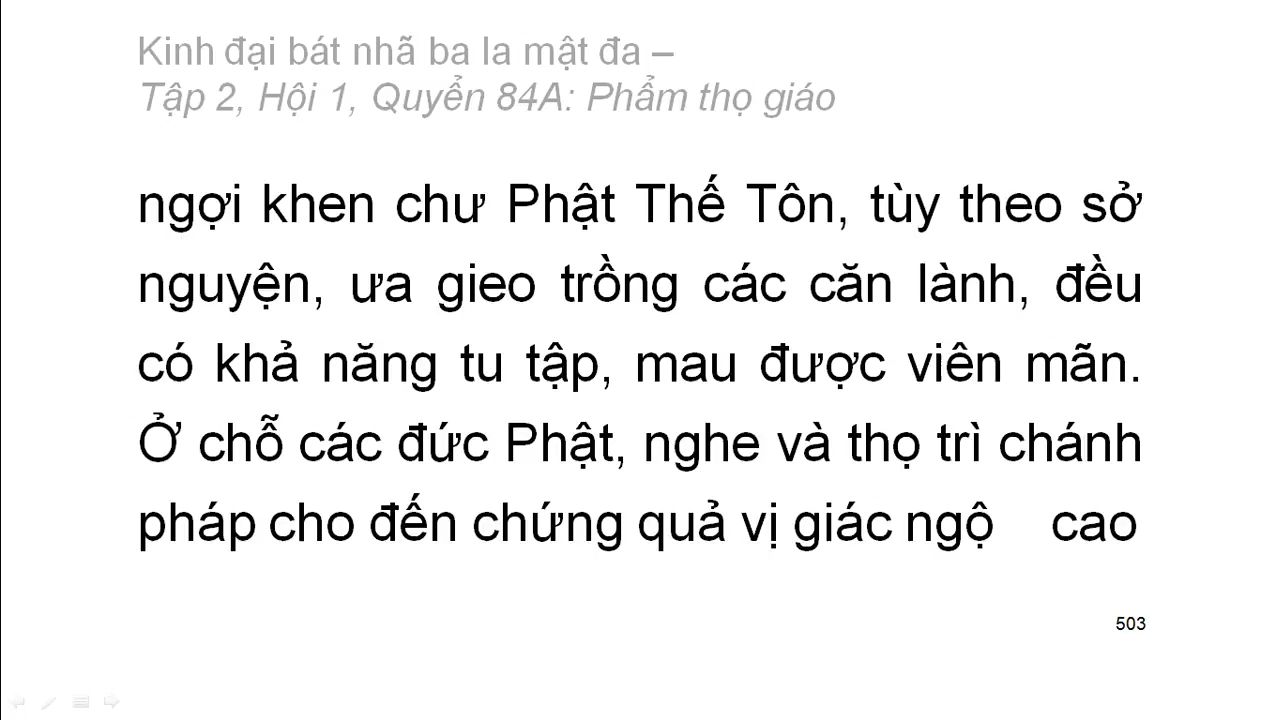 Kinh đại bát nhã ba la mật đa –
Tập 2, Hội 1, Quyển 84A: Phẩm thọ giáo
ngợi khen chư Phật Thế Tôn, tùy theo sở
nguyện, ưa gieo trồng các căn lành, đều
có khả năng tu tập, mau được viên mãn.
Ở chỗ các đức Phật, nghe và thọ trì chánh
pháp cho đến chứng quả vị giác ngộ cao
503